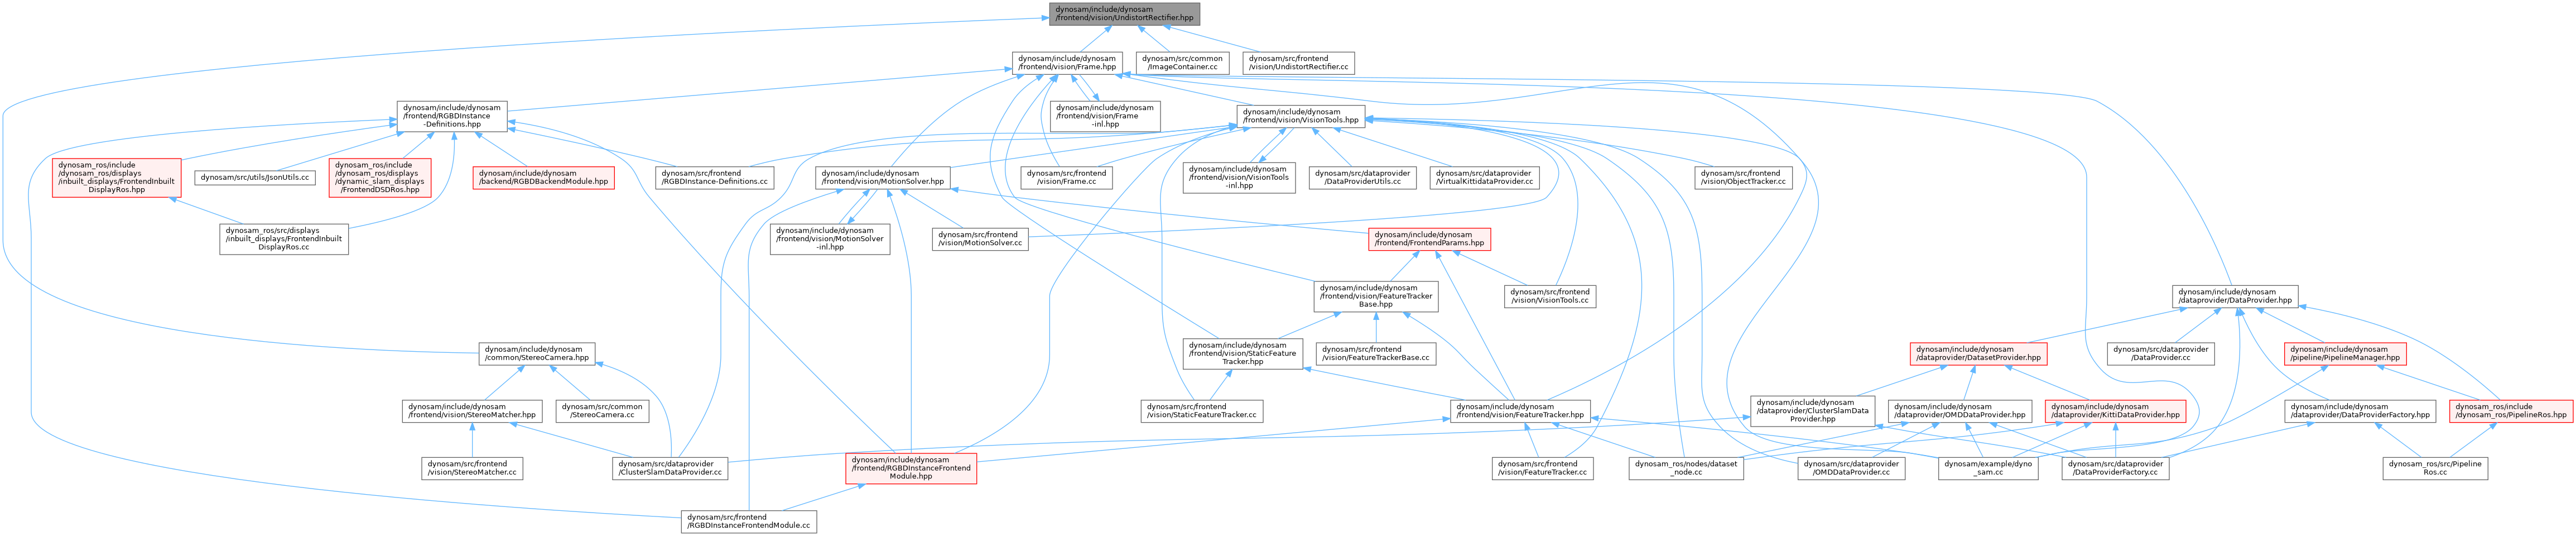 dynosam/include/dynosam
/frontend/vision/UndistortRectifier.hpp
dynosam/include/dynosam
/frontend/vision/Frame.hpp
dynosam/src/common
/ImageContainer.cc
dynosam/src/frontend
/vision/UndistortRectifier.cc
dynosam/include/dynosam
/frontend/RGBDInstance
-Definitions.hpp
dynosam/include/dynosam
/frontend/vision/Frame
-inl.hpp
dynosam/include/dynosam
/frontend/vision/VisionTools.hpp
dynosam_ros/include
/dynosam_ros/displays
/inbuilt_displays/FrontendInbuilt
DisplayRos.hpp
dynosam/src/utils/JsonUtils.cc
dynosam_ros/include
/dynosam_ros/displays
/dynamic_slam_displays
/FrontendDSDRos.hpp
dynosam/include/dynosam
/backend/RGBDBackendModule.hpp
dynosam/src/frontend
/RGBDInstance-Definitions.cc
dynosam/include/dynosam
/frontend/vision/MotionSolver.hpp
dynosam/src/frontend
/vision/Frame.cc
dynosam/include/dynosam
/frontend/vision/VisionTools
-inl.hpp
dynosam/src/dataprovider
/DataProviderUtils.cc
dynosam/src/dataprovider
/VirtualKittidataProvider.cc
dynosam/src/frontend
/vision/ObjectTracker.cc
dynosam_ros/src/displays
/inbuilt_displays/FrontendInbuilt
DisplayRos.cc
dynosam/include/dynosam
/frontend/vision/MotionSolver
-inl.hpp
dynosam/src/frontend
/vision/MotionSolver.cc
dynosam/include/dynosam
/frontend/FrontendParams.hpp
dynosam/include/dynosam
/frontend/vision/FeatureTracker
Base.hpp
dynosam/src/frontend
/vision/VisionTools.cc
dynosam/include/dynosam
/dataprovider/DataProvider.hpp
dynosam/include/dynosam
/common/StereoCamera.hpp
dynosam/include/dynosam
/frontend/vision/StaticFeature
Tracker.hpp
dynosam/src/frontend
/vision/FeatureTrackerBase.cc
dynosam/include/dynosam
/dataprovider/DatasetProvider.hpp
dynosam/src/dataprovider
/DataProvider.cc
dynosam/include/dynosam
/pipeline/PipelineManager.hpp
dynosam/include/dynosam
/frontend/vision/StereoMatcher.hpp
dynosam/src/common
/StereoCamera.cc
dynosam/src/frontend
/vision/StaticFeatureTracker.cc
dynosam/include/dynosam
/frontend/vision/FeatureTracker.hpp
dynosam/include/dynosam
/dataprovider/ClusterSlamData
Provider.hpp
dynosam/include/dynosam
/dataprovider/OMDDataProvider.hpp
dynosam/include/dynosam
/dataprovider/KittiDataProvider.hpp
dynosam/include/dynosam
/dataprovider/DataProviderFactory.hpp
dynosam_ros/include
/dynosam_ros/PipelineRos.hpp
dynosam/src/frontend
/vision/StereoMatcher.cc
dynosam/src/dataprovider
/ClusterSlamDataProvider.cc
dynosam/include/dynosam
/frontend/RGBDInstanceFrontend
Module.hpp
dynosam/src/frontend
/vision/FeatureTracker.cc
dynosam_ros/nodes/dataset
_node.cc
dynosam/src/dataprovider
/OMDDataProvider.cc
dynosam/example/dyno
_sam.cc
dynosam/src/dataprovider
/DataProviderFactory.cc
dynosam_ros/src/Pipeline
Ros.cc
dynosam/src/frontend
/RGBDInstanceFrontendModule.cc